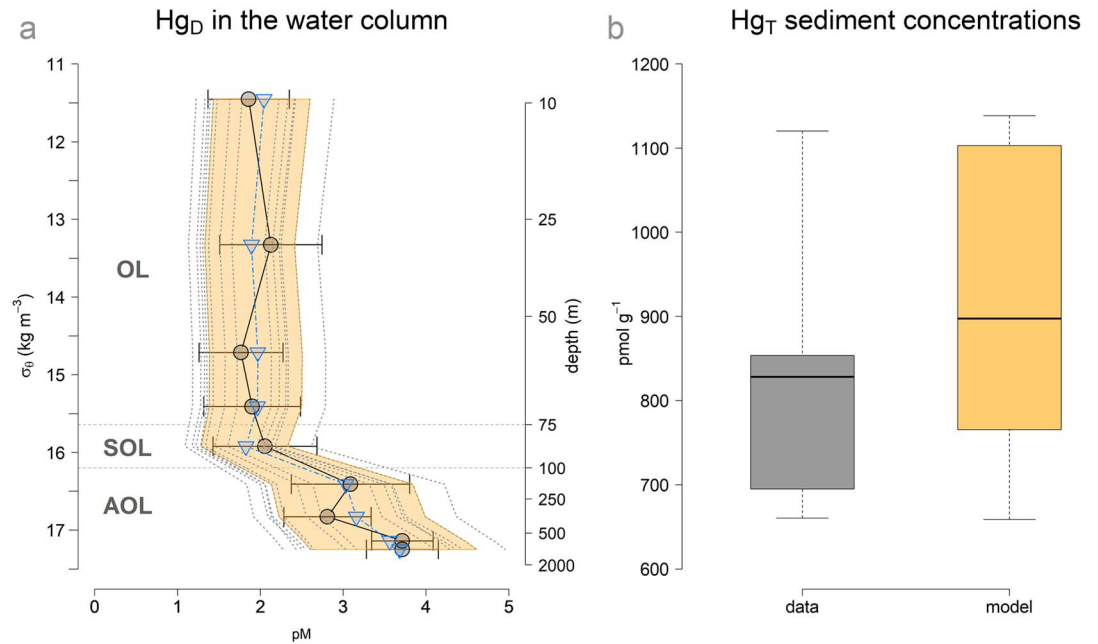 a
Hg_D in the water column
b
Hg_T sediment concentrations
11
12
13
14
15
16
17
σ_θ (kg m⁻³)
OL
SOL
AOL
10
25
50
75
100
250
500
2000
depth (m)
0 1 2 3 4 5
pM
1200
1100
1000
900
800
700
600
pmol g⁻¹
data model